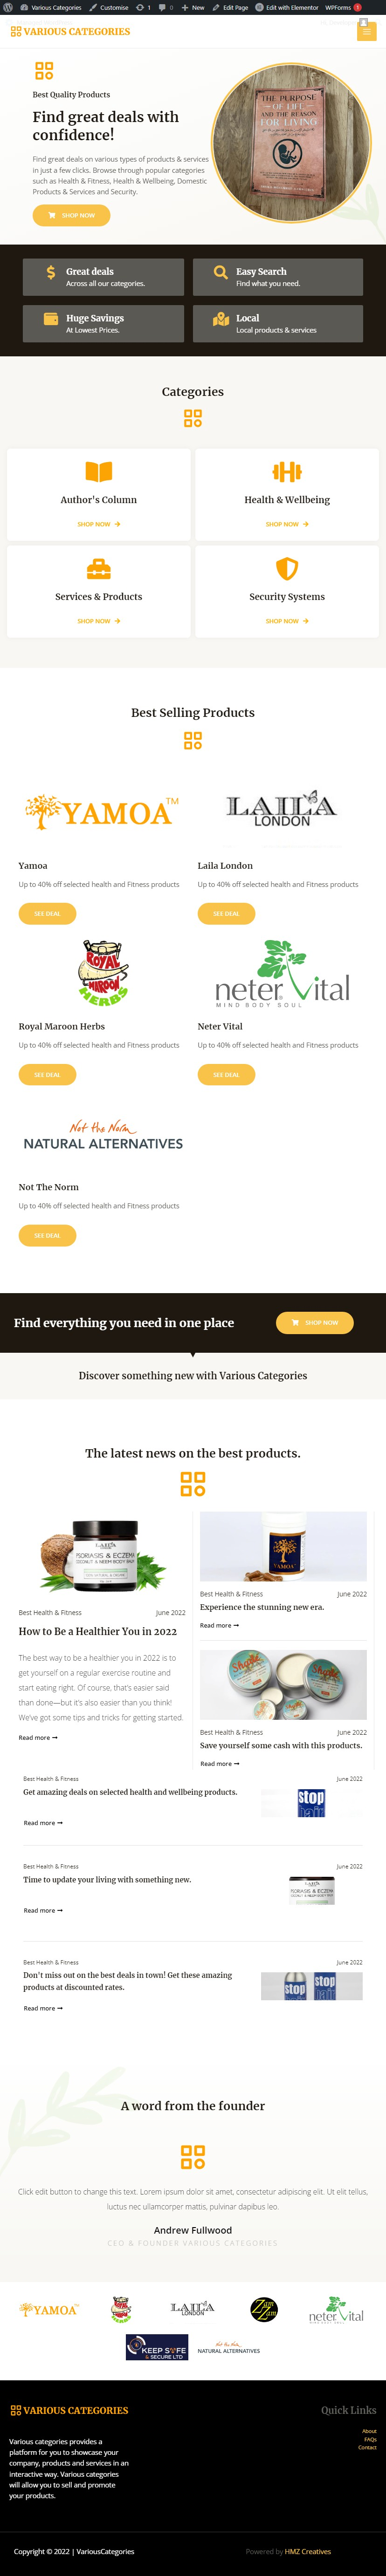 Various Categories
Customise
1
0
New
Edit Page
Edit with Elementor
WPForms 1
VARIOUS CATEGORIES
Best Quality Products
Find great deals with
confidence!
Find great deals on various types of products & services
in just a few clicks. Browse through popular categories
such as Health & Fitness, Health & Wellbeing, Domestic
Products & Services and Security.
SHOP NOW
THE PURPOSE
OF LIFE
AND THE REASON
FOR LIVING
Great deals
Across all our categories.
Easy Search
Find what you need.
Huge Savings
At Lowest Prices.
Local
Local products & services
Categories
Author's Column
SHOP NOW
Health & Wellbeing
SHOP NOW
Services & Products
SHOP NOW
Security Systems
SHOP NOW
Best Selling Products
YAMOA™
LAILA
LONDON
Yamoa
Up to 40% off selected health and Fitness products
SEE DEAL
Laila London
Up to 40% off selected health and Fitness products
SEE DEAL
ROYAL
MAROON
HERBS
neter Vital
MIND BODY SOUL
Royal Maroon Herbs
Up to 40% off selected health and Fitness products
SEE DEAL
Neter Vital
Up to 40% off selected health and Fitness products
SEE DEAL
Not the Norm
NATURAL ALTERNATIVES
Not The Norm
Up to 40% off selected health and Fitness products
SEE DEAL
Find everything you need in one place
SHOP NOW
Discover something new with Various Categories
The latest news on the best products.
PSORIASIS & ECZEMA
COCONUT & NEEM BODY BALM
Best Health & Fitness
June 2022
How to Be a Healthier You in 2022
The best way to be a healthier you in 2022 is to
get yourself on a regular exercise routine and
start eating right. Of course, that's easier said
than done—but it's also easier than you think!
We've got some tips and tricks for getting started.
Read more
YAMOA
Best Health & Fitness
June 2022
Experience the stunning new era.
Read more
Best Health & Fitness
June 2022
Save yourself some cash with this products.
Read more
Best Health & Fitness
June 2022
Get amazing deals on selected health and wellbeing products.
stop
hair
Read more
Best Health & Fitness
June 2022
Time to update your living with something new.
PSORIASIS & ECZEMA
Read more
Best Health & Fitness
June 2022
Don't miss out on the best deals in town! Get these amazing
products at discounted rates.
stop stop
Read more
A word from the founder
Click edit button to change this text. Lorem ipsum dolor sit amet, consectetur adipiscing elit. Ut elit tellus,
luctus nec ullamcorper mattis, pulvinar dapibus leo.
Andrew Fullwood
CEO & FOUNDER VARIOUS CATEGORIES
YAMOA
ROYAL
MAROON
HERBS
LAILA
LONDON
neter Vital
KEEP SAFE
& SECURE LTD
Not the Norm
NATURAL ALTERNATIVES
VARIOUS CATEGORIES
Various categories provides a
platform for you to showcase your
company, products and services in an
interactive way. Various categories
will allow you to sell and promote
your products.
Quick Links
About
FAQs
Contact
Copyright © 2022 | VariousCategories
Powered by HMZ Creatives